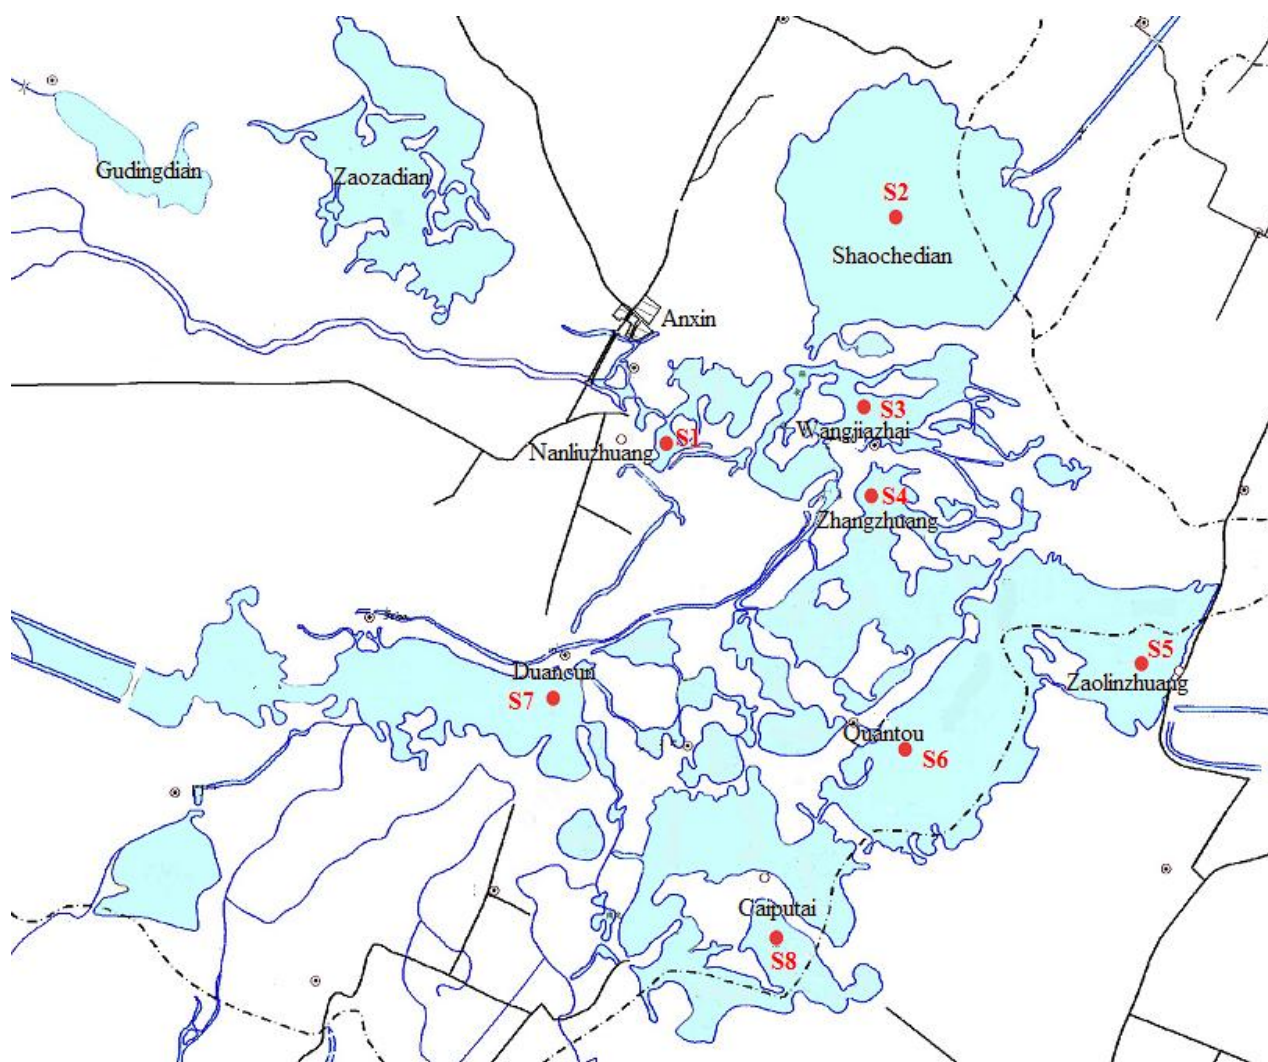 Gudingdian
Zaozadian
S2
Shaochedian
Anxin
S3
Wangjiazhai
S1
Nanliuzhuang
S4
Zhangzhuang
S5
Zaolinzhuang
Duancun
S7
Quantou
S6
Caiputai
S8